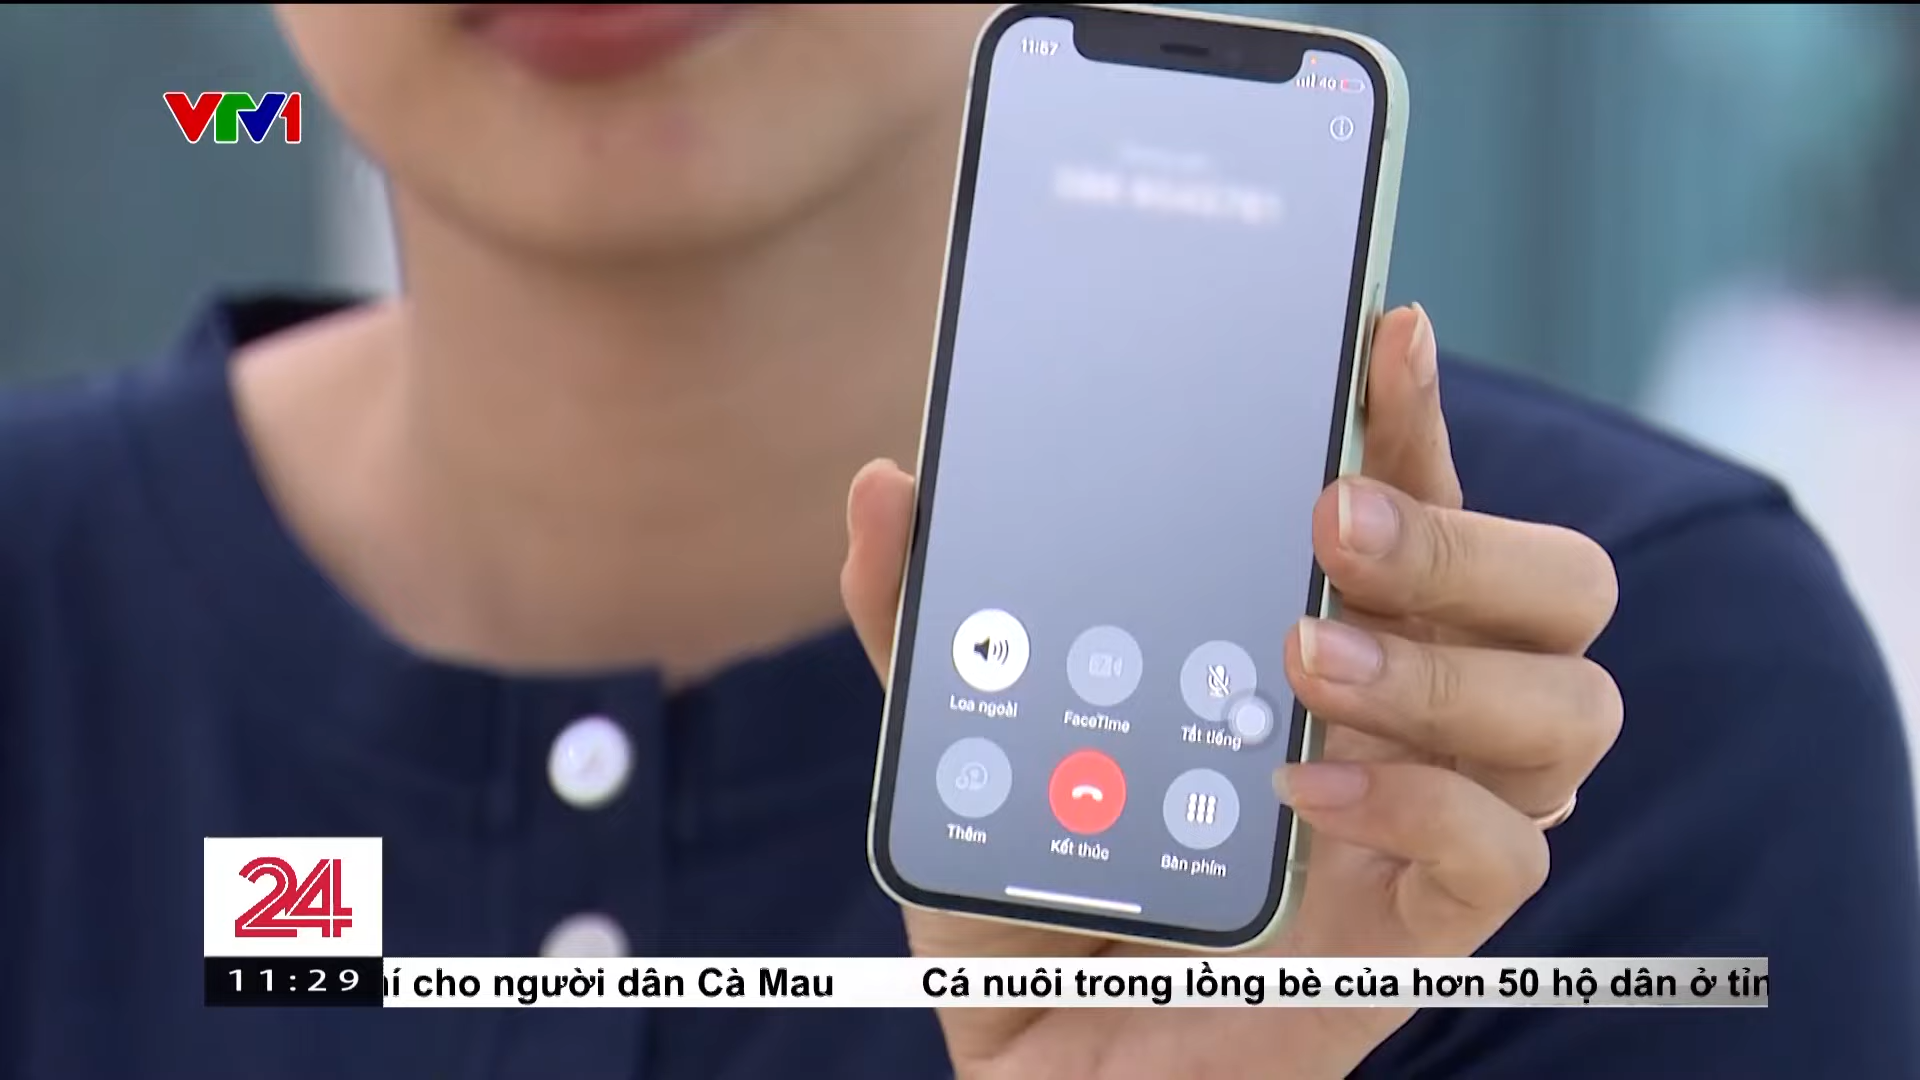 VTV1
11:57
4G
Loa ngoài
FaceTime
Tắt tiếng
Thêm
Kết thúc
Bàn phím
24
11:29
í cho người dân Cà Mau
Cá nuôi trong lồng bè của hơn 50 hộ dân ở tỉn